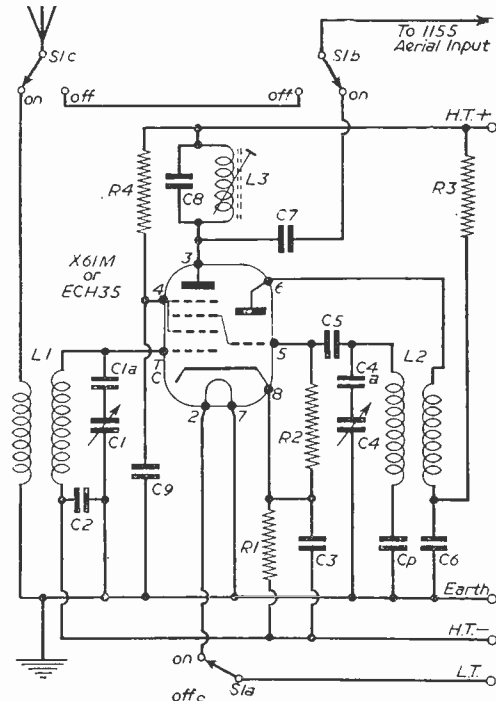 To 1155
Aerial Input
S1c
S1b
on
off
off
on
H.T.+
R4
C8
L3
R3
C7
X61M
or
ECH35
3
4
6
L1
C1a
T
C
5
C5
L2
C4
a
8
C1
2
7
R2
C4
C2
C9
R1
C3
Cp
C6
Earth
H.T.-
on
L.T.
S1a
off